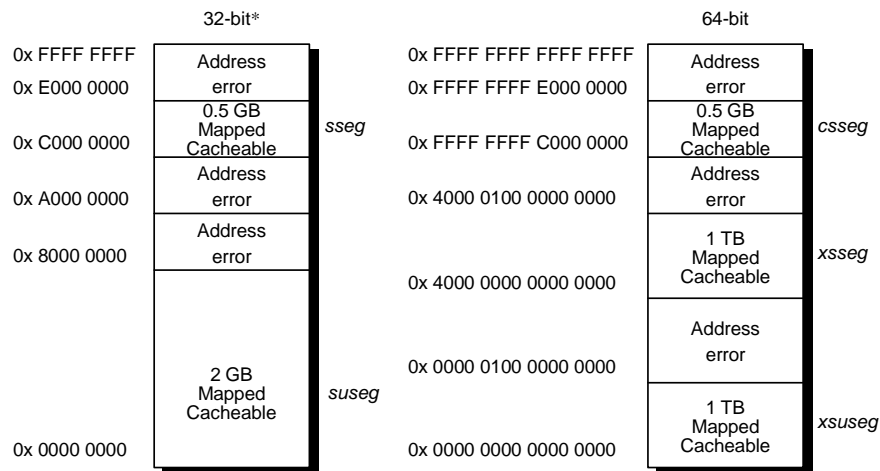 32-bit*
0x FFFF FFFF
0x E000 0000
0x C000 0000
0x A000 0000
0x 8000 0000
0x 0000 0000
Address
error
0.5 GB
Mapped
Cacheable
Address
error
Address
error
2 GB
Mapped
Cacheable
sseg
suseg
64-bit
0x FFFF FFFF FFFF FFFF
0x FFFF FFFF E000 0000
0x FFFF FFFF C000 0000
0x 4000 0100 0000 0000
0x 4000 0000 0000 0000
0x 0000 0100 0000 0000
0x 0000 0000 0000 0000
Address
error
0.5 GB
Mapped
Cacheable
Address
error
1 TB
Mapped
Cacheable
Address
error
1 TB
Mapped
Cacheable
csseg
xsseg
xsuseg